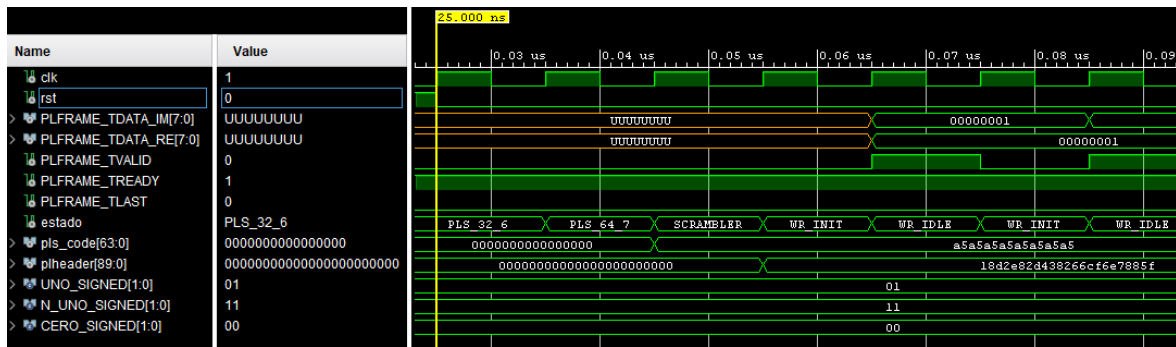 25.000 ns
Name Value
0.03 us 0.04 us 0.05 us 0.06 us 0.07 us 0.08 us 0.09
clk 1
rst 0
PLFRAME_TDATA_IM[7:0] UUUUUUUU UUUUUUUU 00000001
PLFRAME_TDATA_RE[7:0] UUUUUUUU UUUUUUUU 00000001
PLFRAME_TVALID 0
PLFRAME_TREADY 1
PLFRAME_TLAST 0
estado PLS_32_6 PLS_32_6 PLS_64_7 SCRAMBLER WR_INIT WR_IDLE WR_INIT WR_IDLE
pls_code[63:0] 0000000000000000 0000000000000000 a5a5a5a5a5a5a5a5
plheader[89:0] 00000000000000000000000 00000000000000000000000 18d2e82d438266cf6e7885f
UNO_SIGNED[1:0] 01 01
N_UNO_SIGNED[1:0] 11 11
CERO_SIGNED[1:0] 00 00